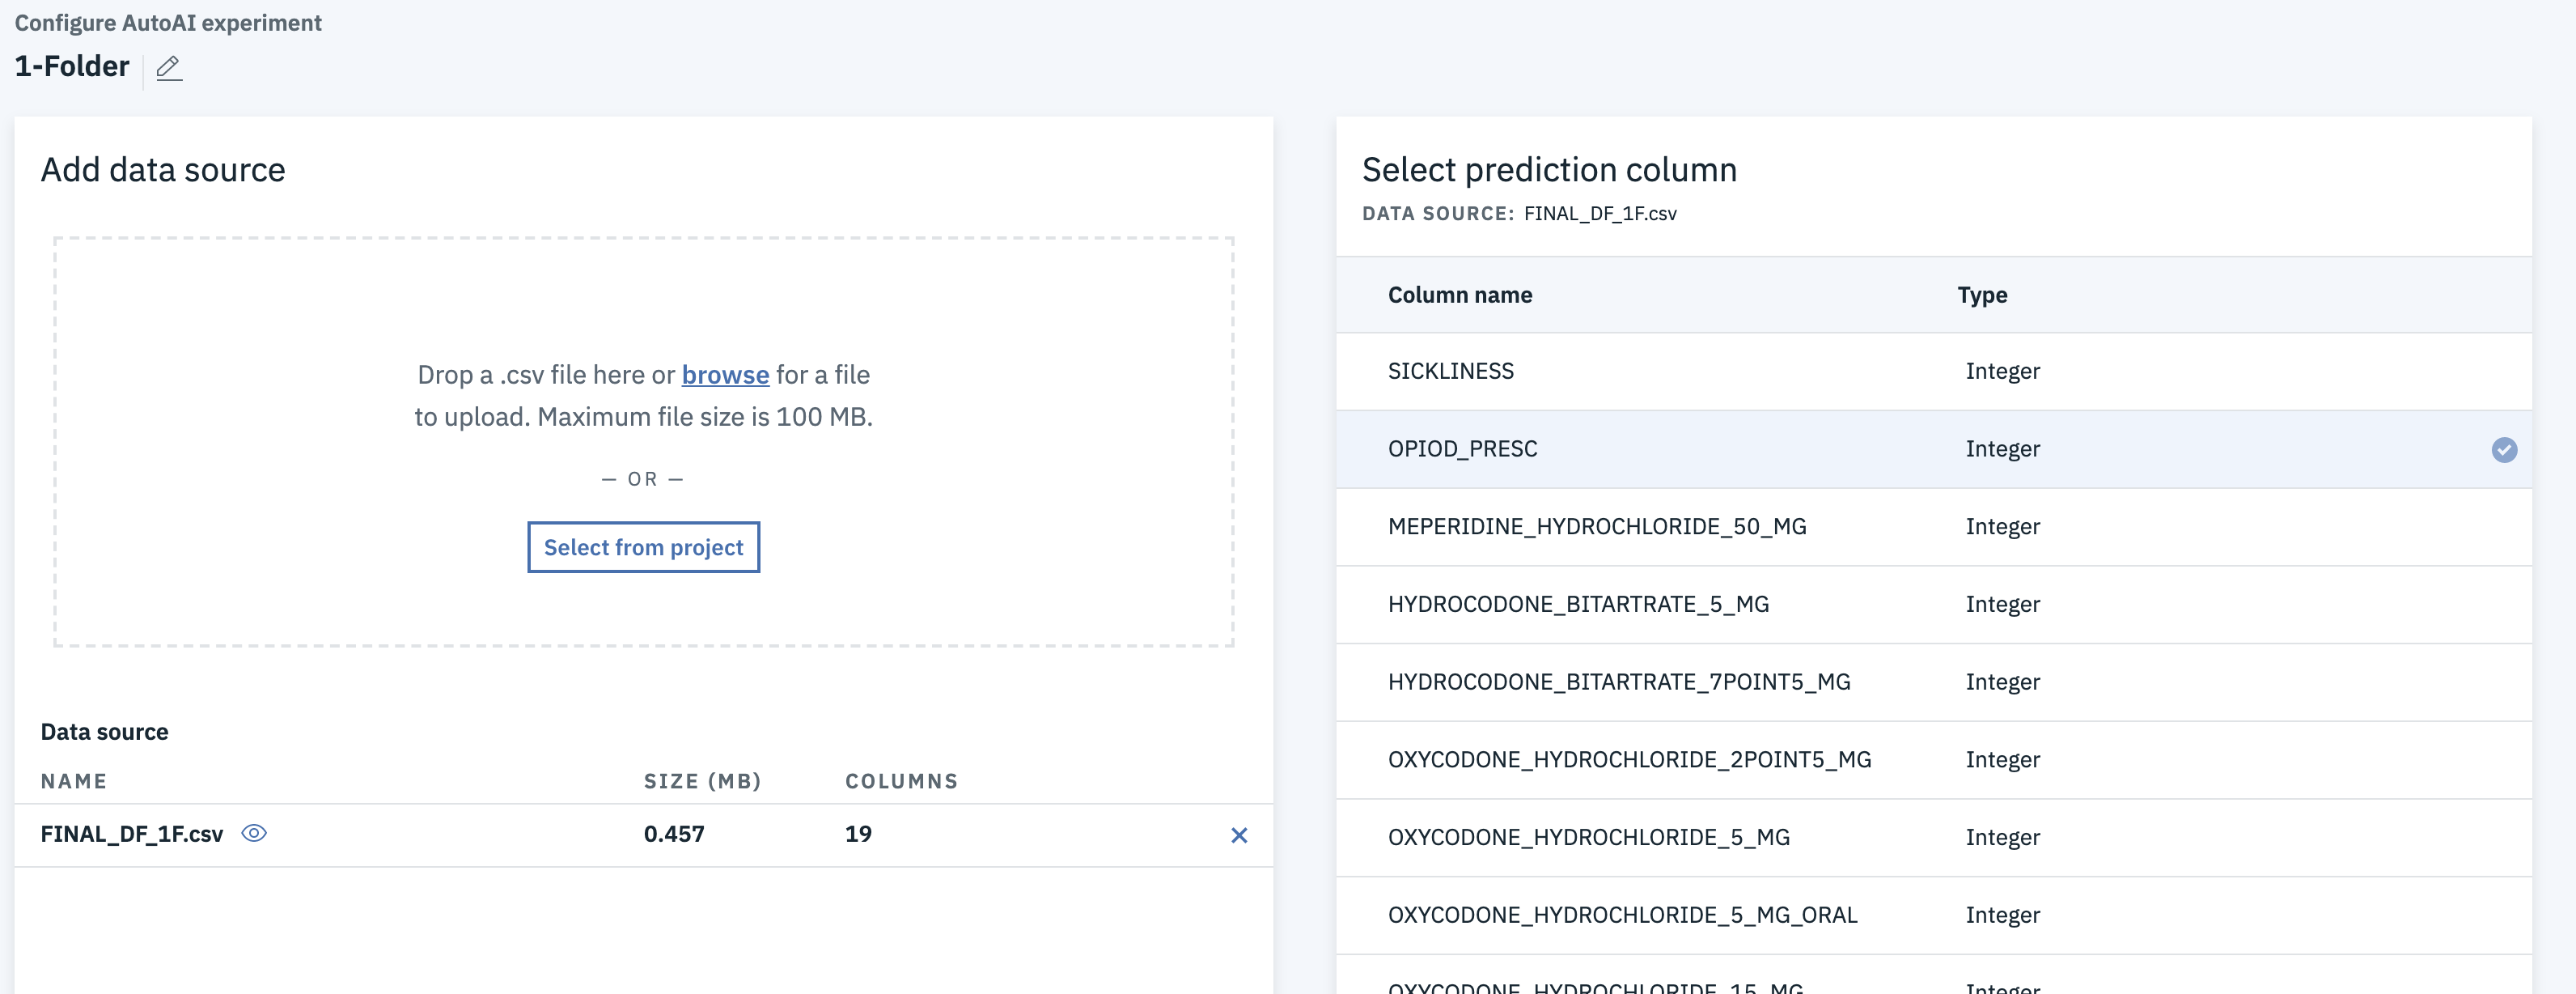 Configure AutoAI experiment
1-Folder
Add data source
Drop a .csv file here or browse for a file
to upload. Maximum file size is 100 MB.
— OR —
Select from project
Data source
NAME SIZE (MB) COLUMNS
FINAL_DF_1F.csv 0.457 19
Select prediction column
DATA SOURCE: FINAL_DF_1F.csv
Column name Type
SICKLINESS Integer
OPIOD_PRESC Integer
MEPERIDINE_HYDROCHLORIDE_50_MG Integer
HYDROCODONE_BITARTRATE_5_MG Integer
HYDROCODONE_BITARTRATE_7POINT5_MG Integer
OXYCODONE_HYDROCHLORIDE_2POINT5_MG Integer
OXYCODONE_HYDROCHLORIDE_5_MG Integer
OXYCODONE_HYDROCHLORIDE_5_MG_ORAL Integer
OXYCODONE_HYDROCHLORIDE_15_MG Integer